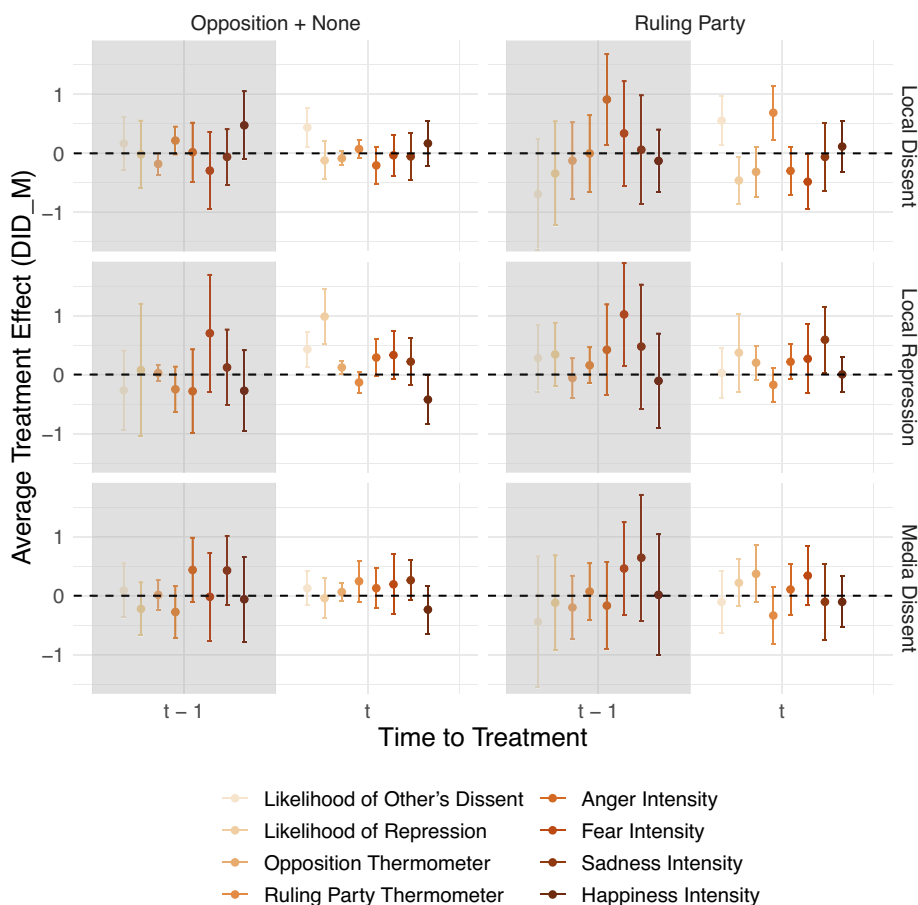 Opposition + None
Ruling Party
Average Treatment Effect (DID_M)
1
0
−1
Local Dissent
1
0
−1
Local Repression
1
0
−1
Media Dissent
t − 1
t
t − 1
t
Time to Treatment
Likelihood of Other's Dissent
Anger Intensity
Likelihood of Repression
Fear Intensity
Opposition Thermometer
Sadness Intensity
Ruling Party Thermometer
Happiness Intensity